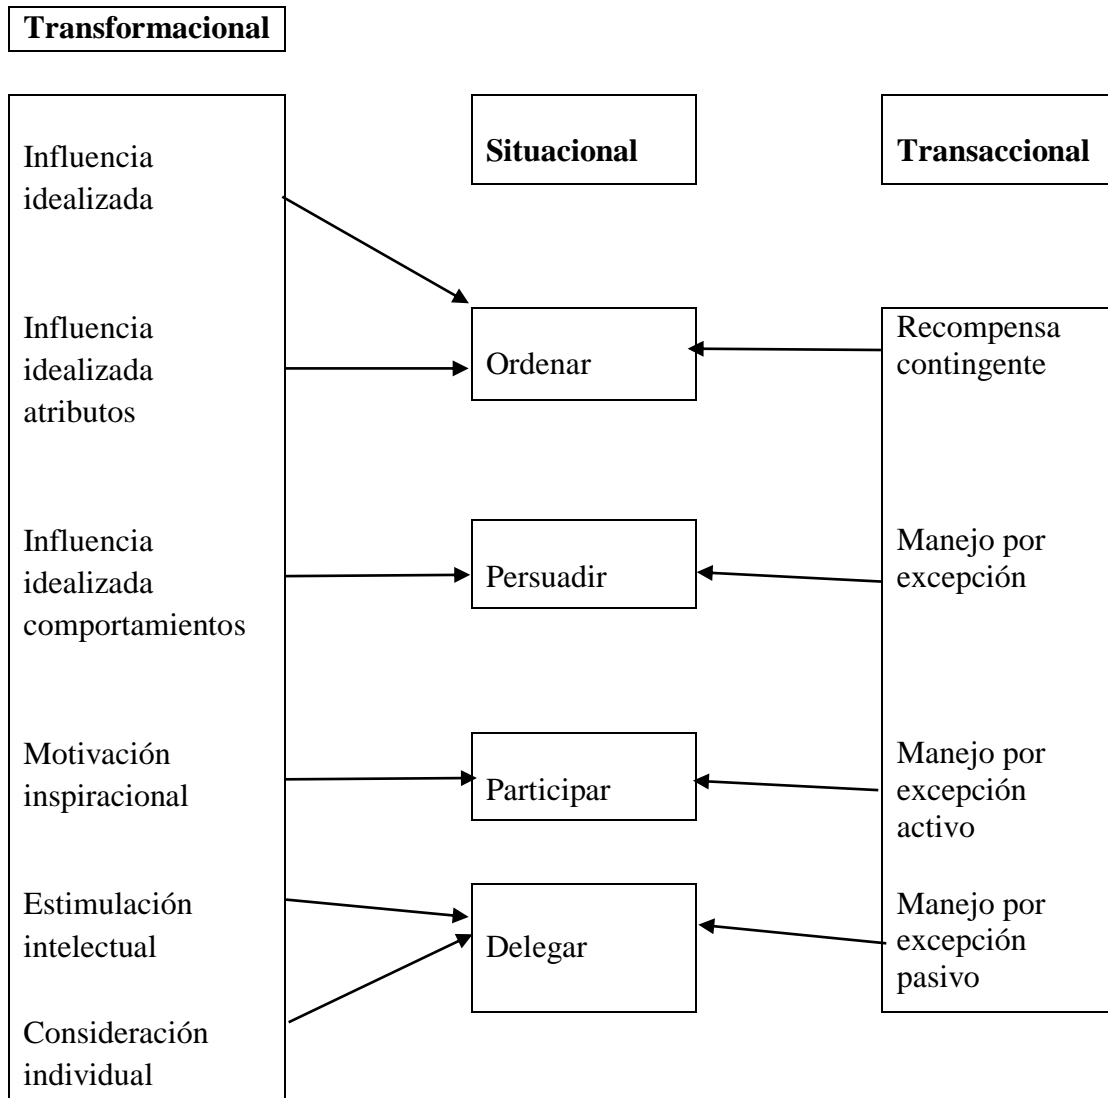 Transformacional
Influencia
idealizada
Influencia
idealizada
atributos
Influencia
idealizada
comportamientos
Motivación
inspiracional
Estimulación
intelectual
Consideración
individual
Situacional
Ordenar
Persuadir
Participar
Delegar
Transaccional
Recompensa
contingente
Manejo por
excepción
Manejo por
excepción
activo
Manejo por
excepción
pasivo